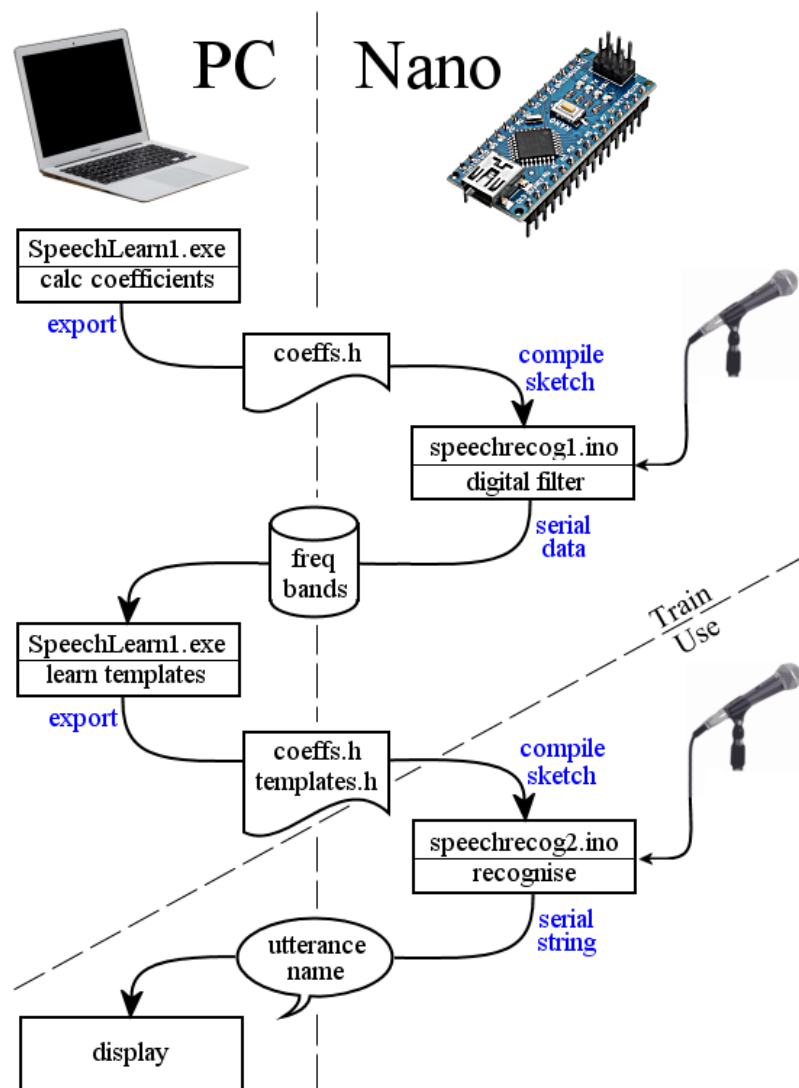 PC
Nano
SpeechLearn1.exe
calc coefficients
export
coeffs.h
compile
sketch
speechrecog1.ino
digital filter
serial
data
freq
bands
Train
Use
SpeechLearn1.exe
learn templates
export
coeffs.h
templates.h
compile
sketch
speechrecog2.ino
recognise
serial
string
utterance
name
display